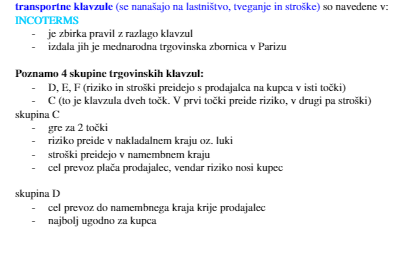 transportne klavzule (se nanašajo na lastništvo, tveganje in stroške) so navedene v:
INCOTERMS
- je zbirka pravil z razlago klavzul
- izdala jih je mednarodna trgovinska zbornica v Parizu
Poznamo 4 skupine trgovinskih klavzul:
- D, E, F (riziko in stroški preidejo s prodajalca na kupca v isti točki)
- C (to je klavzula dveh točk. V prvi točki preide riziko, v drugi pa stroški)
skupina C
- gre za 2 točki
- riziko preide v nakladalnem kraju oz. luki
- stroški preidejo v namembnem kraju
- cel prevoz plača prodajalec, vendar riziko nosi kupec
skupina D
- cel prevoz do namembnega kraja krije prodajalec
- najbolj ugodno za kupca